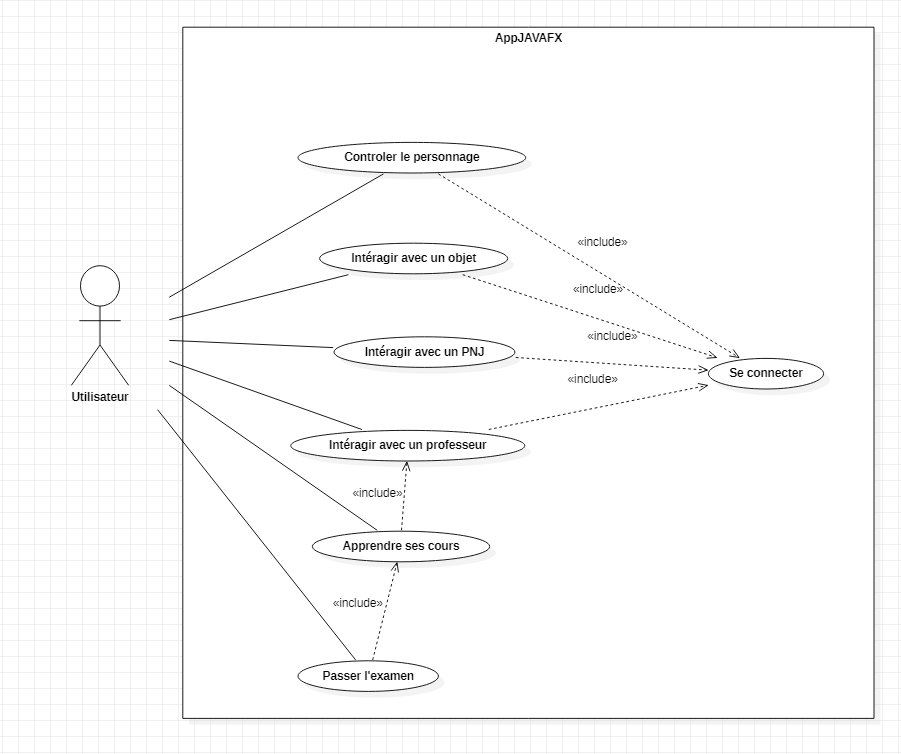 AppJAVAFX
Controler le personnage
«include»
Intéragir avec un objet
«include»
«include»
Intéragir avec un PNJ
Se connecter
«include»
Utilisateur
Intéragir avec un professeur
«include»
Apprendre ses cours
«include»
Passer l'examen